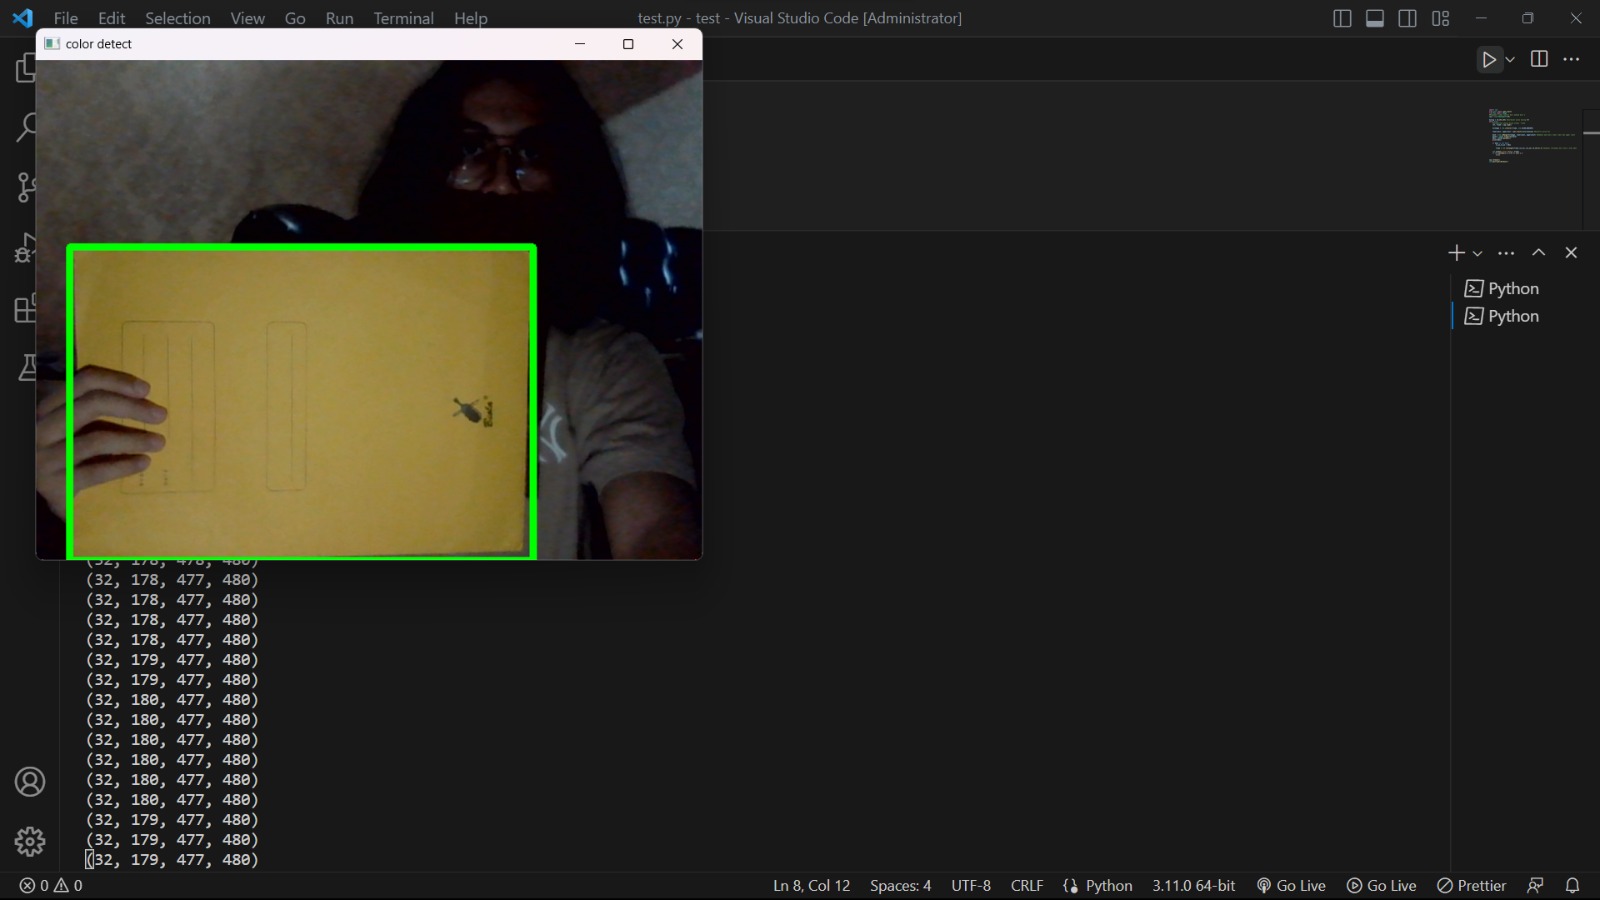 File Edit Selection View Go Run Terminal Help
test.py - test - Visual Studio Code [Administrator]
color detect
Python
Python
(32, 178, 478, 480)
(32, 178, 477, 480)
(32, 178, 477, 480)
(32, 178, 477, 480)
(32, 178, 477, 480)
(32, 179, 477, 480)
(32, 179, 477, 480)
(32, 180, 477, 480)
(32, 180, 477, 480)
(32, 180, 477, 480)
(32, 180, 477, 480)
(32, 180, 477, 480)
(32, 180, 477, 480)
(32, 179, 477, 480)
(32, 179, 477, 480)
(32, 179, 477, 480)
0 0 Ln 8, Col 12 Spaces: 4 UTF-8 CRLF Python 3.11.0 64-bit Go Live Go Live Prettier